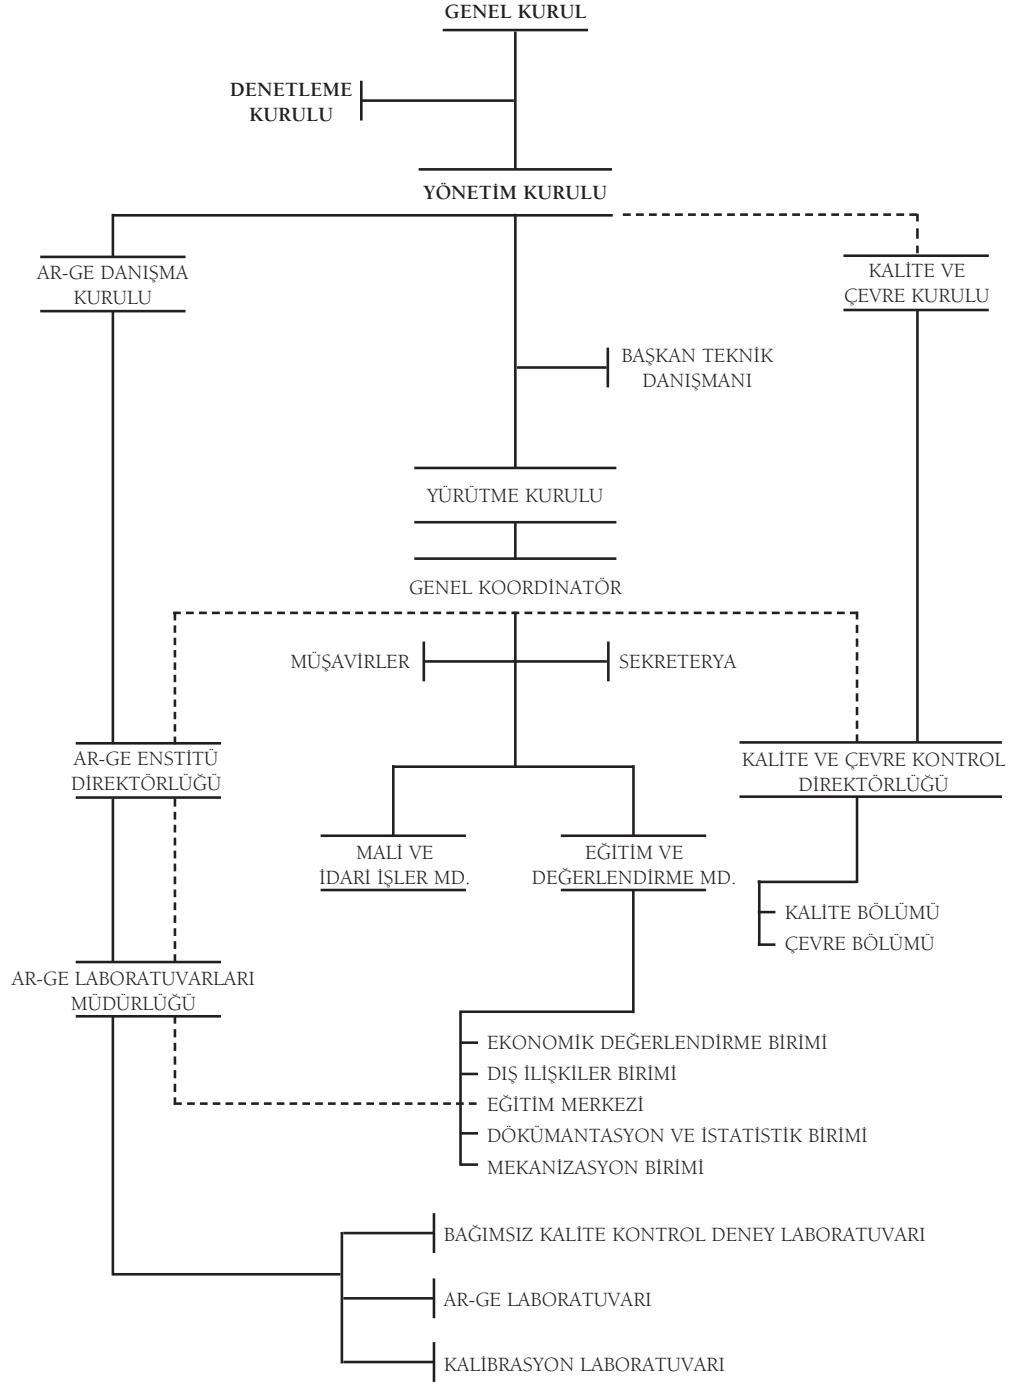 GENEL KURUL
DENETLEME
KURULU
YÖNETİM KURULU
AR-GE DANIŞMA
KURULU
KALİTE VE
ÇEVRE KURULU
BAŞKAN TEKNİK
DANIŞMANI
YÜRÜTME KURULU
GENEL KOORDİNATÖR
MÜŞAVİRLER
SEKRETERYA
AR-GE ENSTİTÜ
DİREKTÖRLÜĞÜ
KALİTE VE ÇEVRE KONTROL
DİREKTÖRLÜĞÜ
MALİ VE
İDARİ İŞLER MD.
EĞİTİM VE
DEĞERLENDİRME MD.
KALİTE BÖLÜMÜ
ÇEVRE BÖLÜMÜ
AR-GE LABORATUVARLARI
MÜDÜRLÜĞÜ
EKONOMİK DEĞERLENDİRME BİRİMİ
DIŞ İLİŞKİLER BİRİMİ
EĞİTİM MERKEZİ
DÖKÜMANTASYON VE İSTATİSTİK BİRİMİ
MEKANİZASYON BİRİMİ
BAĞIMSIZ KALİTE KONTROL DENEY LABORATUVARI
AR-GE LABORATUVARI
KALİBRASYON LABORATUVARI